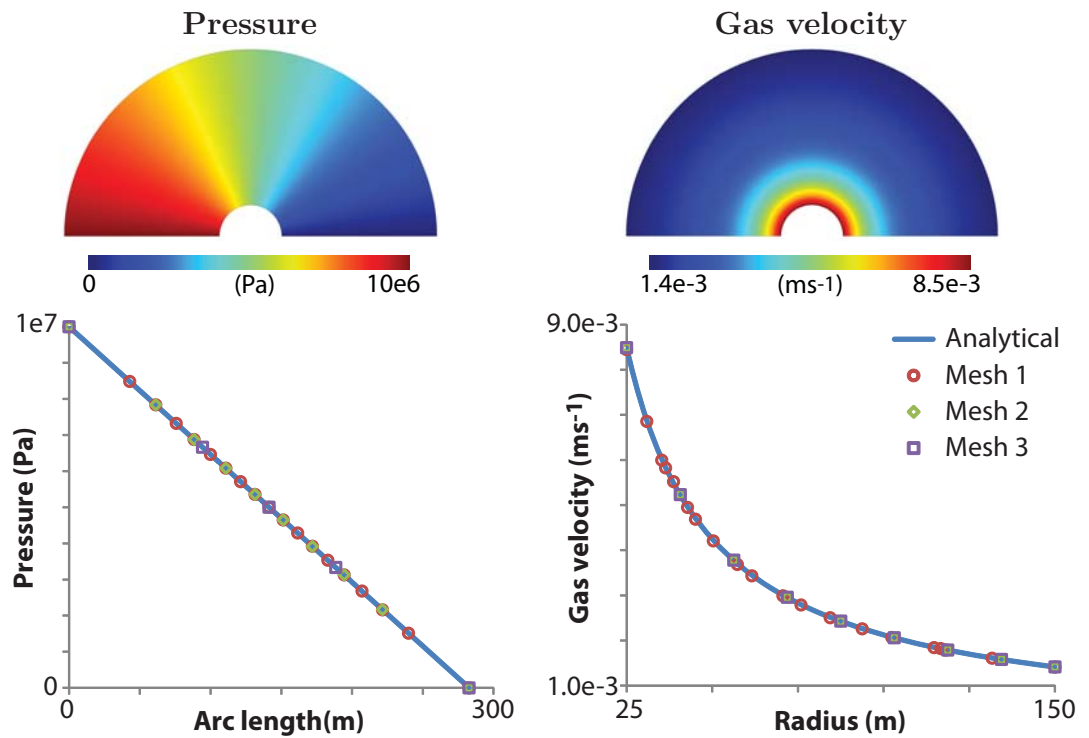 Pressure
Gas velocity
0
(Pa)
10e6
1.4e-3
(ms-1)
8.5e-3
1e7
Pressure (Pa)
0
0
Arc length(m)
300
9.0e-3
Gas velocity (ms-1)
1.0e-3
25
Radius (m)
150
Analytical
Mesh 1
Mesh 2
Mesh 3